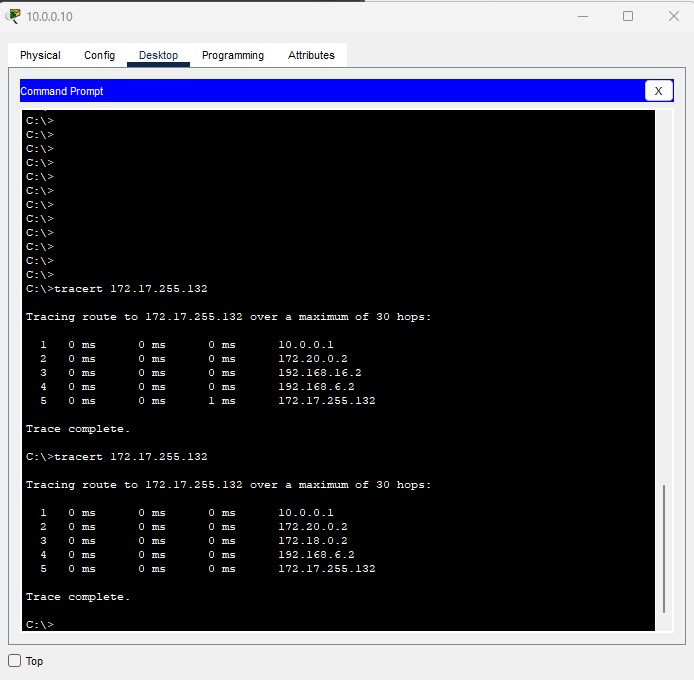 10.0.0.10
Physical Config Desktop Programming Attributes
Command Prompt X
C:\>
C:\>
C:\>
C:\>
C:\>
C:\>
C:\>
C:\>
C:\>
C:\>
C:\>
C:\>
C:\>tracert 172.17.255.132
Tracing route to 172.17.255.132 over a maximum of 30 hops:
1 0 ms 0 ms 0 ms 10.0.0.1
2 0 ms 0 ms 0 ms 172.20.0.2
3 0 ms 0 ms 0 ms 192.168.16.2
4 0 ms 0 ms 0 ms 192.168.6.2
5 0 ms 0 ms 1 ms 172.17.255.132
Trace complete.
C:\>tracert 172.17.255.132
Tracing route to 172.17.255.132 over a maximum of 30 hops:
1 0 ms 0 ms 0 ms 10.0.0.1
2 0 ms 0 ms 0 ms 172.20.0.2
3 0 ms 0 ms 0 ms 172.18.0.2
4 0 ms 0 ms 0 ms 192.168.6.2
5 0 ms 0 ms 0 ms 172.17.255.132
Trace complete.
C:\>
Top